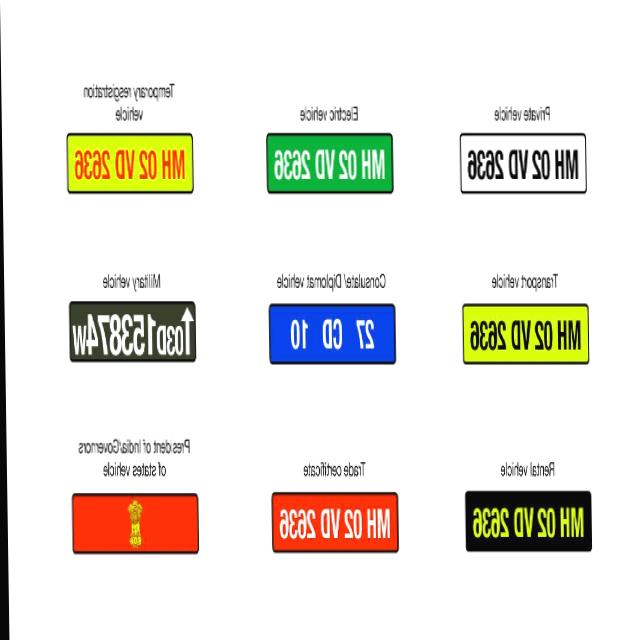 Private vehicle
MH 02 VD 2636
Electric vehicle
MH 02 VD 2636
Temporary resgistration
vehicle
MH 02 VD 2636
Transport vehicle
MH 02 VD 2636
Consulate/ Diplomat vehicle
27 CD 10
Military vehicle
↑03D153874W
Rental vehicle
MH 02 VD 2636
Trade certificate
MH 02 VD 2636
President of India/Governors
of states vehicle